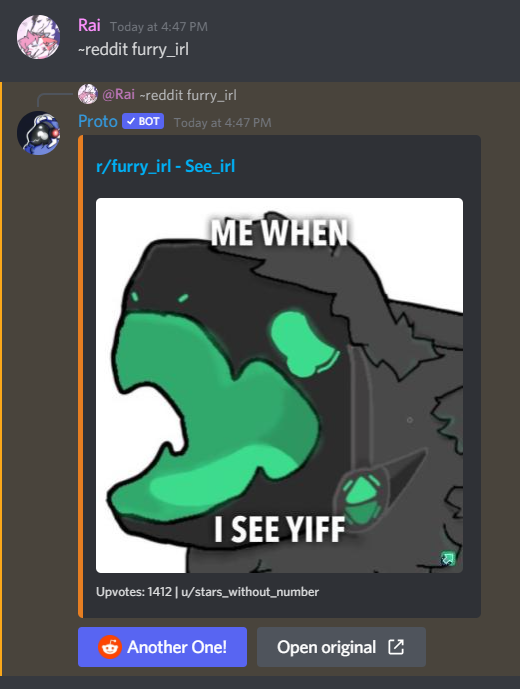 Rai Today at 4:47 PM
~reddit furry_irl
@Rai ~reddit furry_irl
Proto BOT Today at 4:47 PM
r/furry_irl - See_irl
ME WHEN
I SEE YIFF
Upvotes: 1412 | u/stars_without_number
Another One! Open original